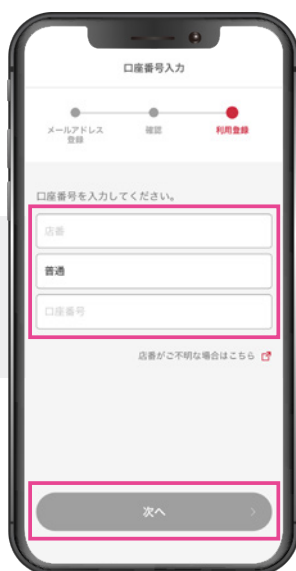 口座番号入力
メールアドレス
登録
確認
利用登録
口座番号を入力してください。
店番
普通
口座番号
店番がご不明な場合はこちら
次へ